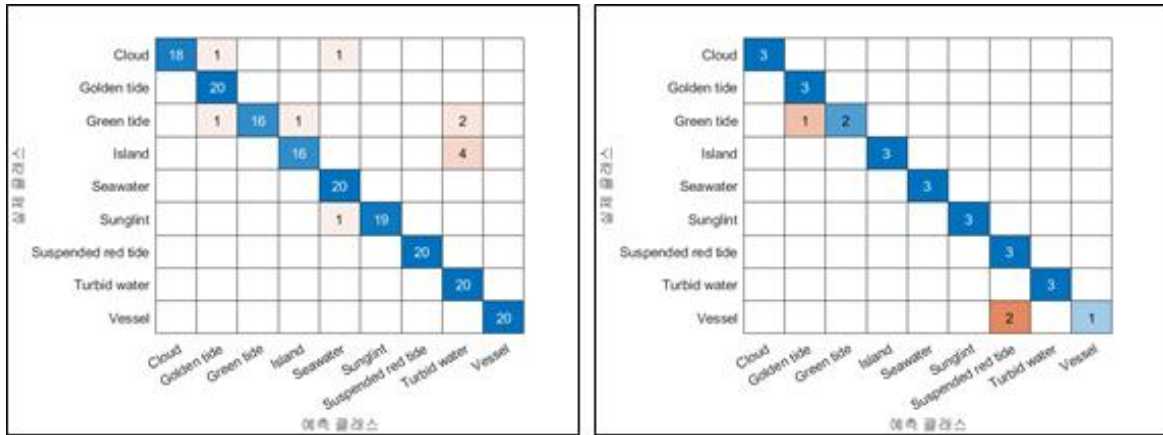 Cloud 18 1 1
Golden tide 20
Green tide 1 16 1 2
Island 16 4
Seawater 20
Sunglint 1 19
Suspended red tide 20
Turbid water 20
Vessel 20
실제 클래스
Cloud
Golden tide
Green tide
Island
Seawater
Sunglint
Suspended red tide
Turbid water
Vessel
예측 클래스
Cloud 3
Golden tide 3
Green tide 1 2
Island 3
Seawater 3
Sunglint 3
Suspended red tide 3
Turbid water 3
Vessel 2 1
실제 클래스
Cloud
Golden tide
Green tide
Island
Seawater
Sunglint
Suspended red tide
Turbid water
Vessel
예측 클래스